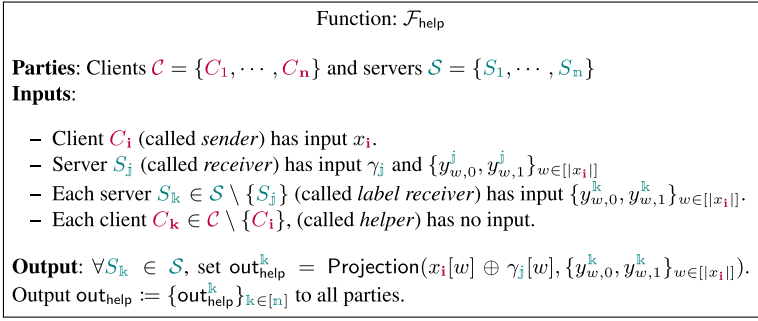 Function: 𝓕_help
Parties: Clients 𝒞 = {C_1, ⋯ , C_𝐧} and servers 𝒮 = {S_1, ⋯ , S_𝕟}
Inputs:
– Client C_𝐢 (called sender) has input x_𝐢.
– Server S_𝕛 (called receiver) has input γ_𝕛 and {y^𝕛_{w,0}, y^𝕛_{w,1}}_{w∈[|x_𝐢|]}
– Each server S_𝕜 ∈ 𝒮 \ {S_𝕛} (called label receiver) has input {y^𝕜_{w,0}, y^𝕜_{w,1}}_{w∈[|x_𝐢|]}.
– Each client C_𝐤 ∈ 𝒞 \ {C_𝐢}, (called helper) has no input.
Output: ∀S_𝕜 ∈ 𝒮, set out^𝕜_help = Projection(x_𝐢[w] ⊕ γ_𝕛[w], {y^𝕜_{w,0}, y^𝕜_{w,1}}_{w∈[|x_𝐢|]}).
Output out_help := {out^𝕜_help}_{𝕜∈[𝕟]} to all parties.